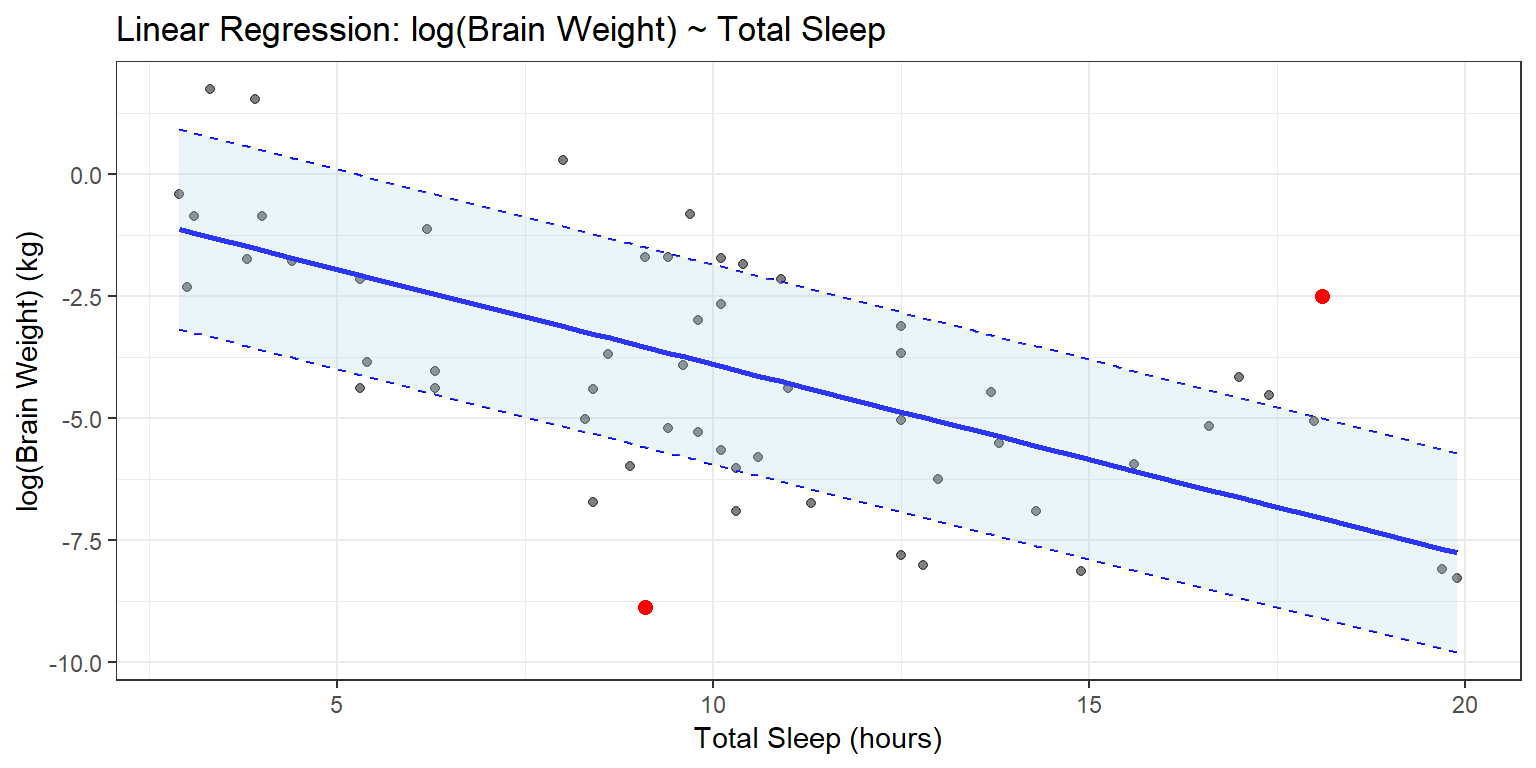 Linear Regression: log(Brain Weight) ~ Total Sleep
log(Brain Weight) (kg)
0.0
-2.5
-5.0
-7.5
-10.0
5 10 15 20
Total Sleep (hours)